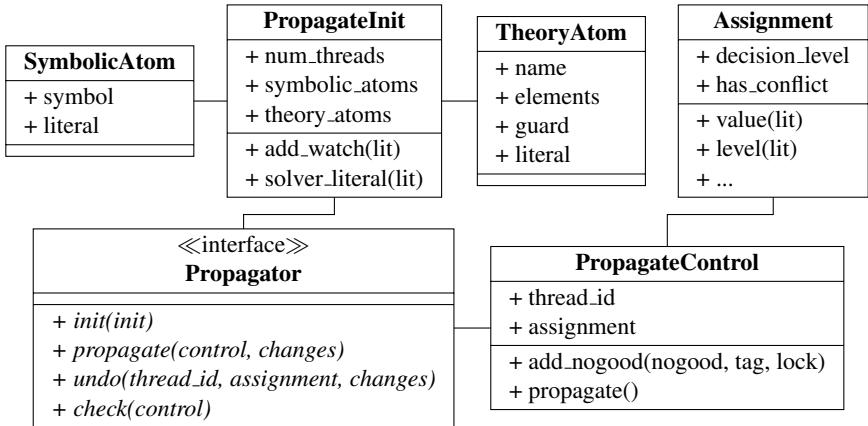 SymbolicAtom
+ symbol
+ literal
PropagateInit
+ num_threads
+ symbolic_atoms
+ theory_atoms
+ add_watch(lit)
+ solver_literal(lit)
TheoryAtom
+ name
+ elements
+ guard
+ literal
Assignment
+ decision_level
+ has_conflict
+ value(lit)
+ level(lit)
+ ...
≪interface≫
Propagator
+ init(init)
+ propagate(control, changes)
+ undo(thread_id, assignment, changes)
+ check(control)
PropagateControl
+ thread_id
+ assignment
+ add_nogood(nogood, tag, lock)
+ propagate()